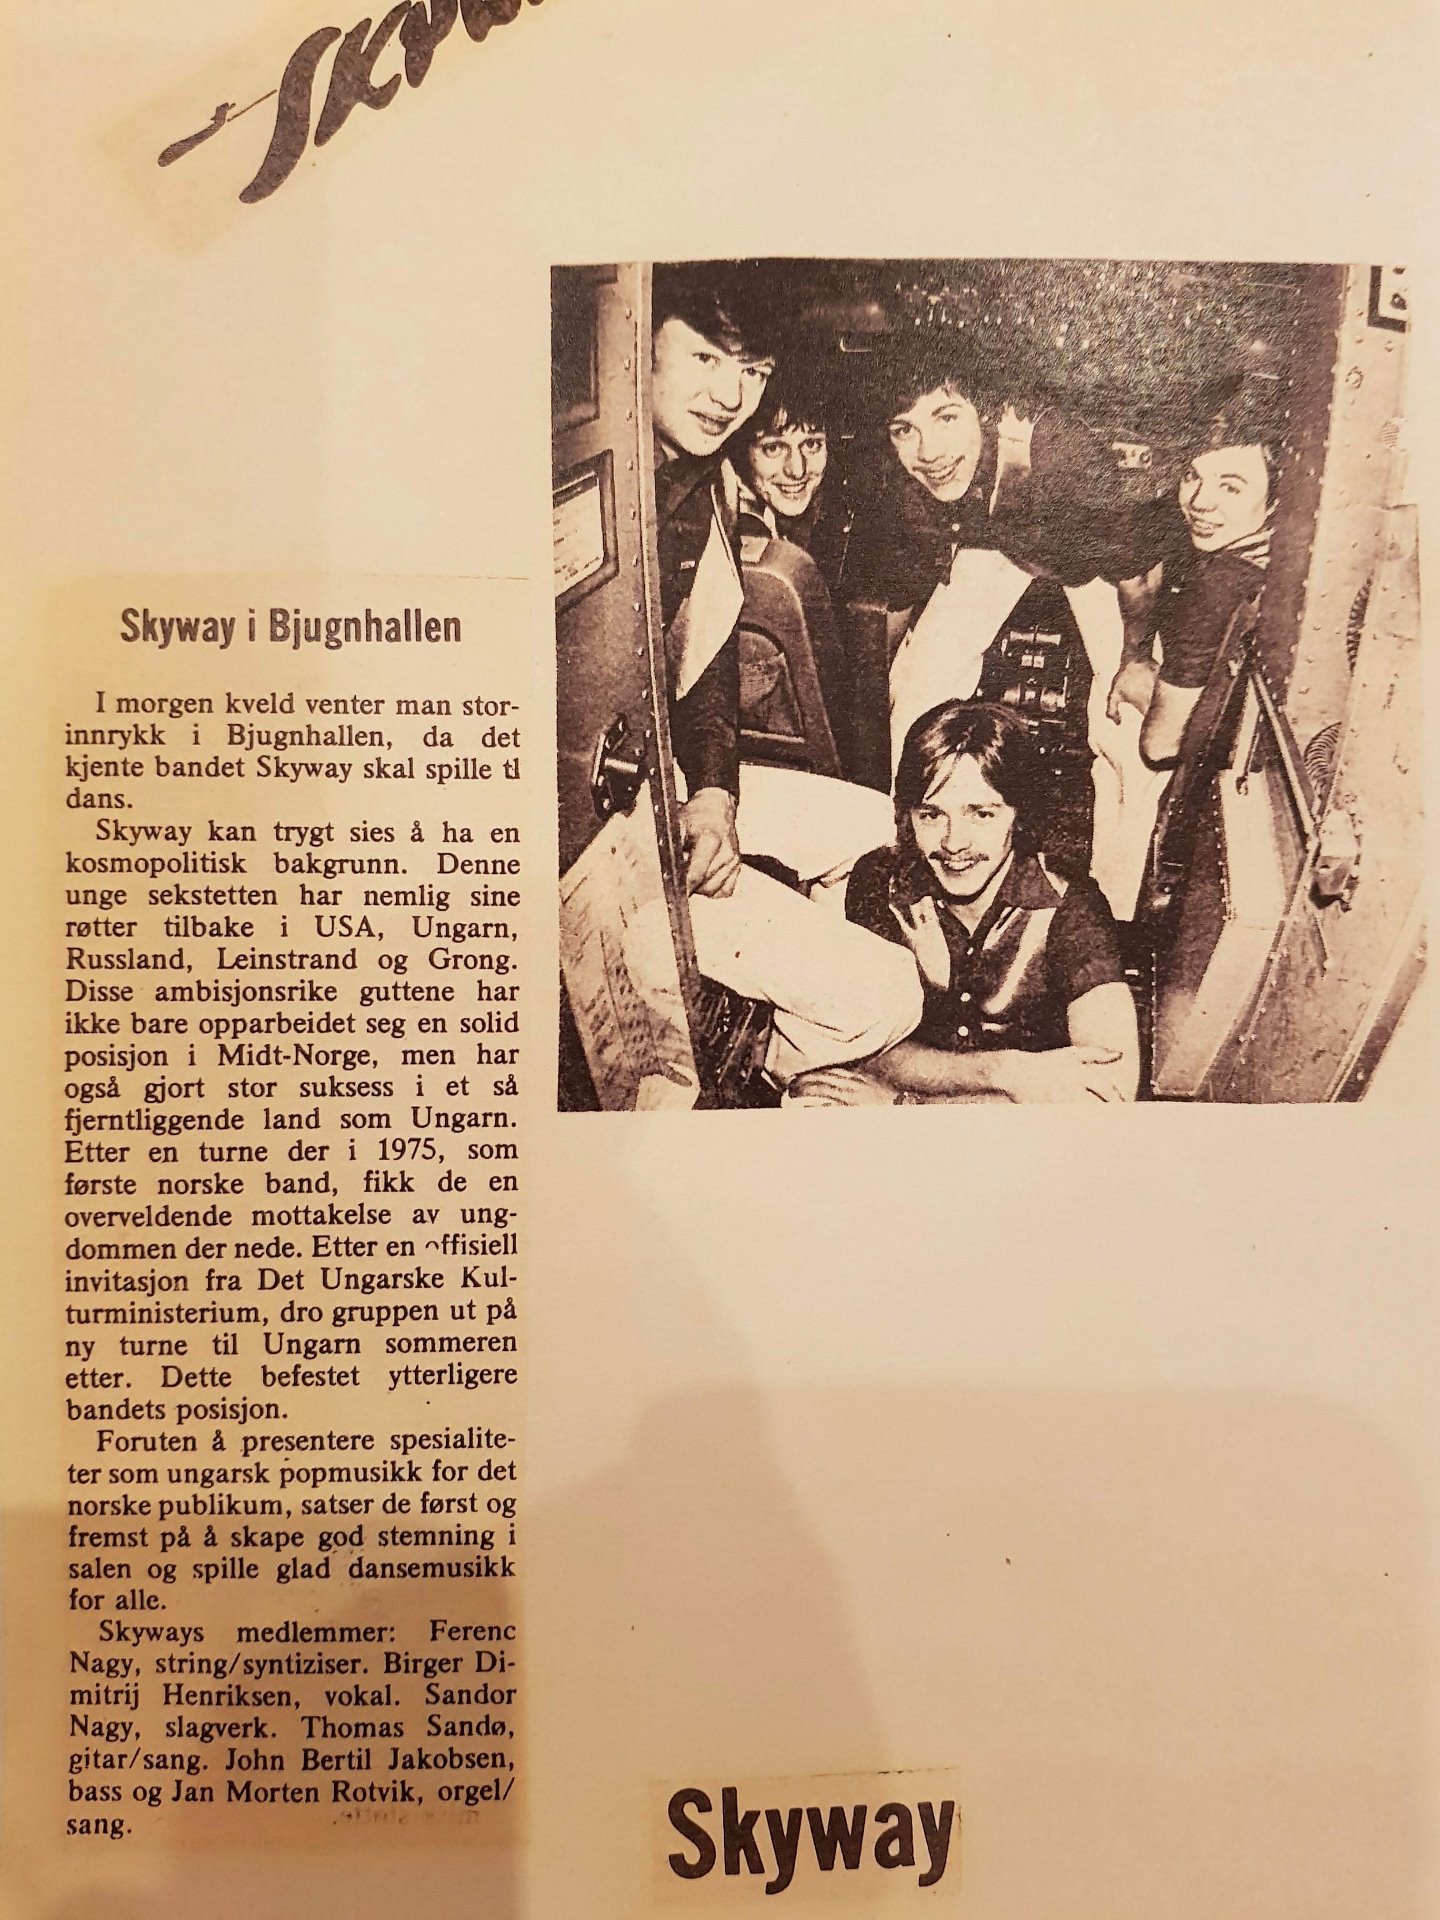 Skyway i Bjugnhallen
I morgen kveld venter man stor-
innrykk i Bjugnhallen, da det
kjente bandet Skyway skal spille tl
dans.
Skyway kan trygt sies å ha en
kosmopolitisk bakgrunn. Denne
unge sekstetten har nemlig sine
røtter tilbake i USA, Ungarn,
Russland, Leinstrand og Grong.
Disse ambisjonsrike guttene har
ikke bare opparbeidet seg en solid
posisjon i Midt-Norge, men har
også gjort stor suksess i et så
fjerntliggende land som Ungarn.
Etter en turne der i 1975, som
første norske band, fikk de en
overveldende mottakelse av ung-
dommen der nede. Etter en offisiell
invitasjon fra Det Ungarske Kul-
turministerium, dro gruppen ut på
ny turne til Ungarn sommeren
etter. Dette befestet ytterligere
bandets posisjon.
Foruten å presentere spesialite-
ter som ungarsk popmusikk for det
norske publikum, satser de først og
fremst på å skape god stemning i
salen og spille glad dansemusikk
for alle.
Skyways medlemmer: Ferenc
Nagy, string/syntiziser. Birger Di-
mitrij Henriksen, vokal. Sandor
Nagy, slagverk. Thomas Sandø,
gitar/sang. John Bertil Jakobsen,
bass og Jan Morten Rotvik, orgel/
sang.
Skyway